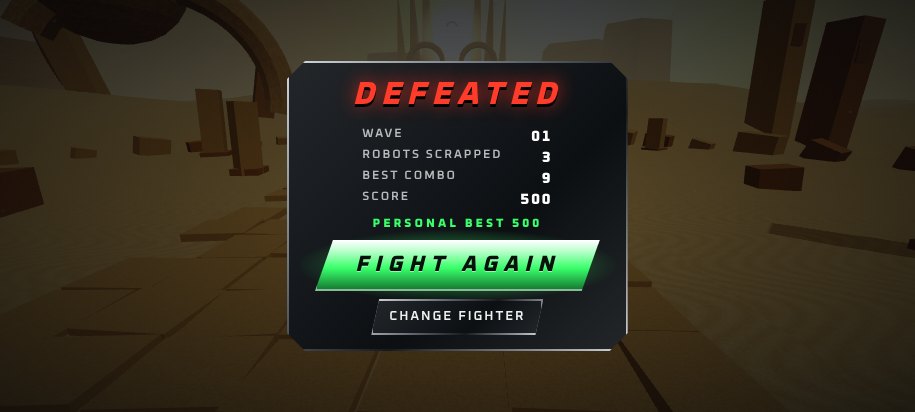 DEFEATED
WAVE 01
ROBOTS SCRAPPED 3
BEST COMBO 9
SCORE 500
PERSONAL BEST 500
FIGHT AGAIN
CHANGE FIGHTER